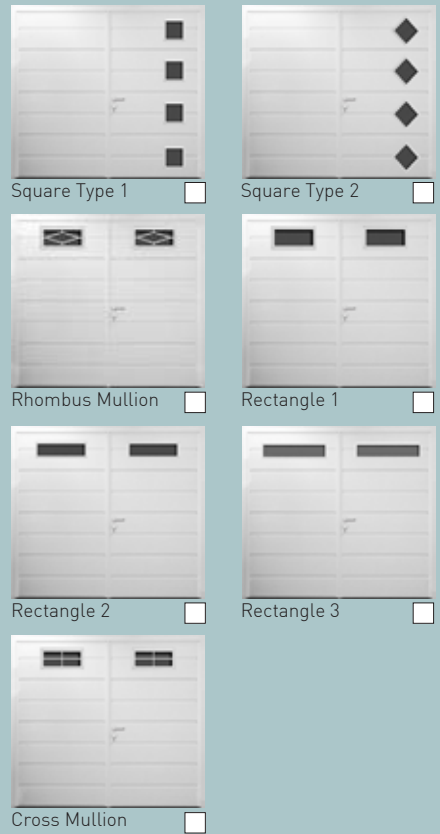 Square Type 1
Square Type 2
Rhombus Mullion
Rectangle 1
Rectangle 2
Rectangle 3
Cross Mullion